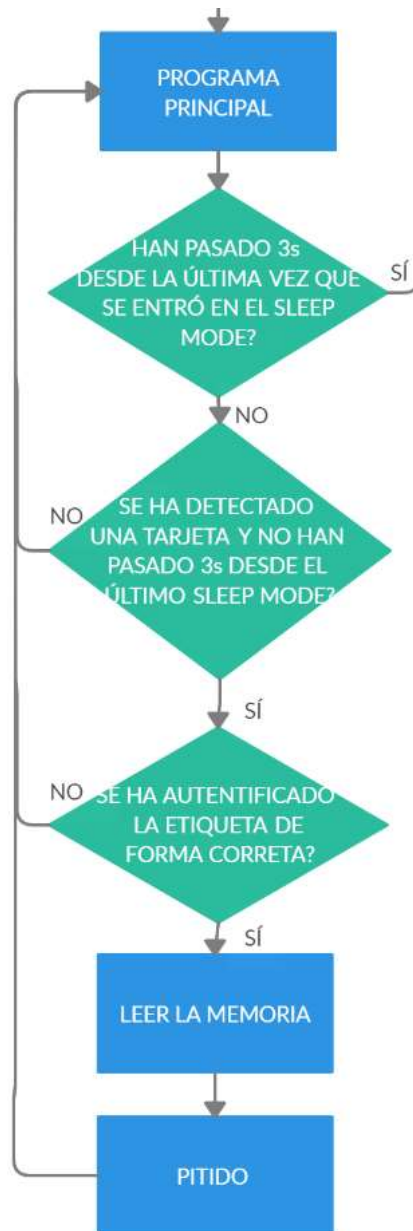 PROGRAMA
PRINCIPAL
HAN PASADO 3s
DESDE LA ÚLTIMA VEZ QUE
SE ENTRÓ EN EL SLEEP
MODE?
SÍ
NO
NO
SE HA DETECTADO
UNA TARJETA Y NO HAN
PASADO 3s DESDE EL
ÚLTIMO SLEEP MODE?
SÍ
NO
SE HA AUTENTIFICADO
LA ETIQUETA DE
FORMA CORRETA?
SÍ
LEER LA MEMORIA
PITIDO